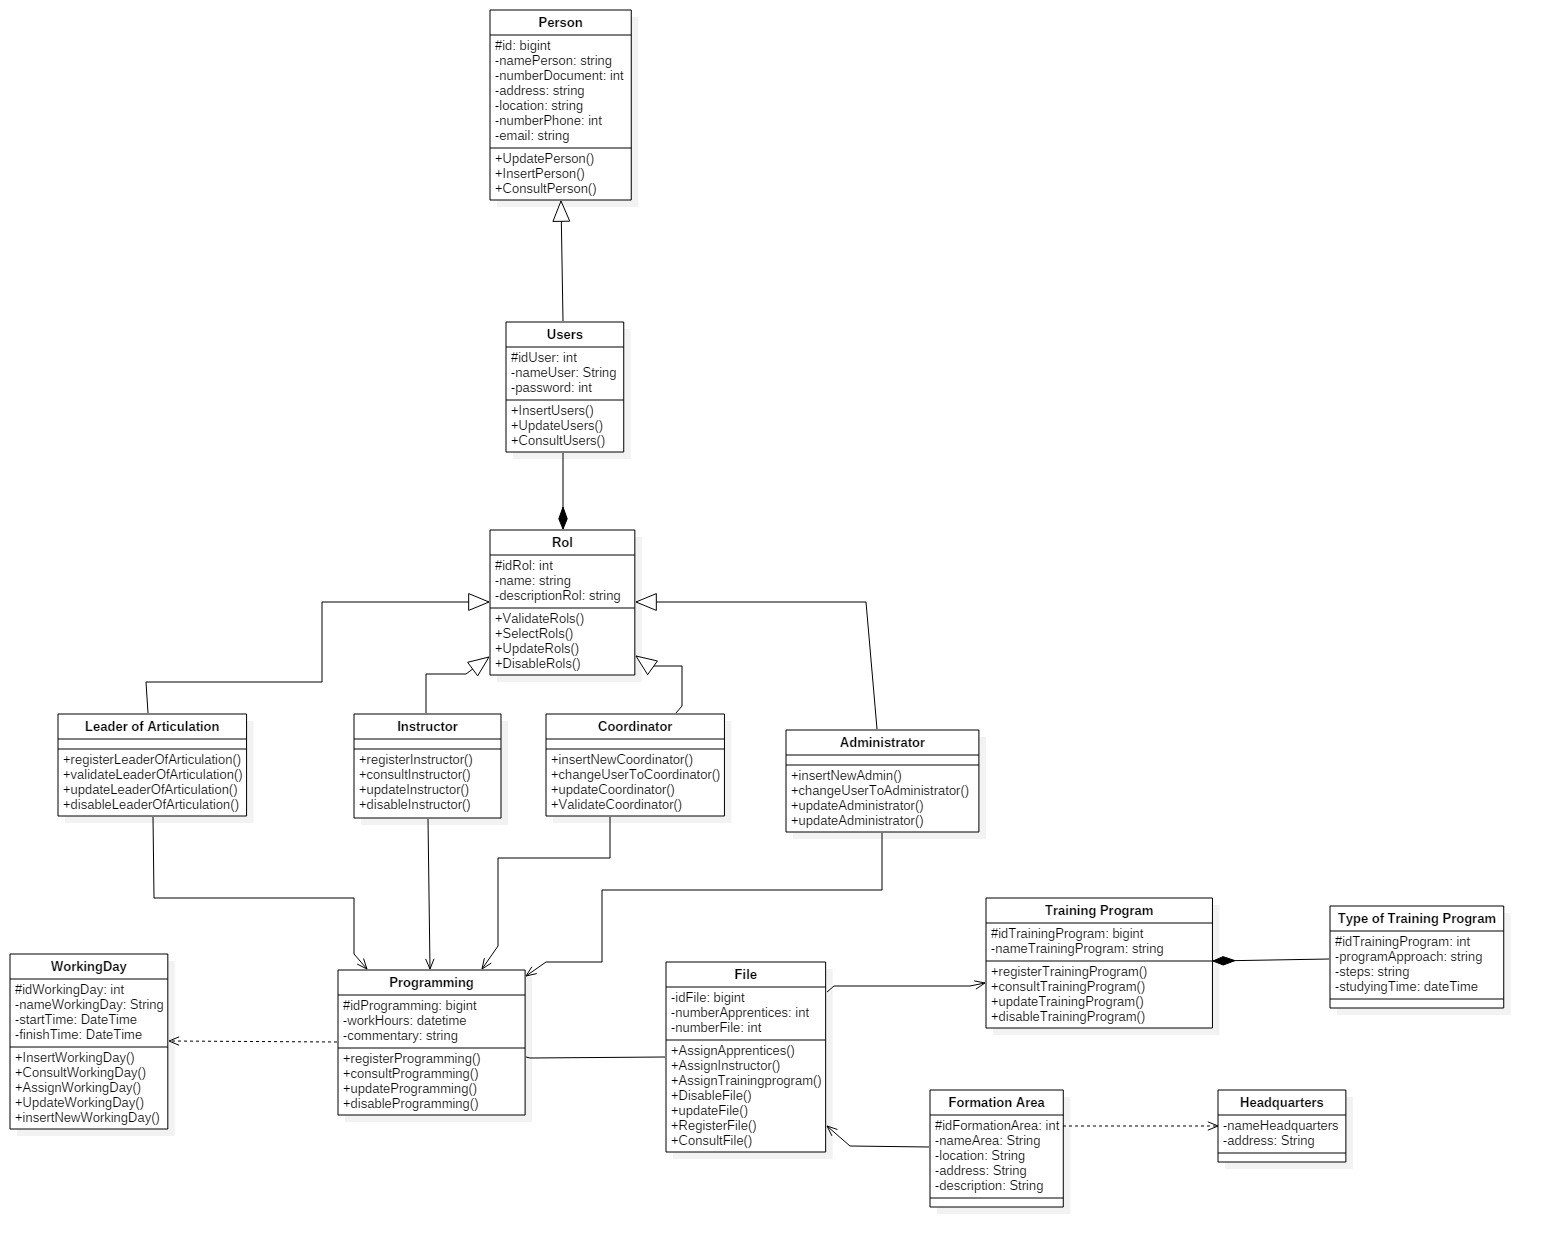 Person
#id: bigint
-namePerson: string
-numberDocument: int
-address: string
-location: string
-numberPhone: int
-email: string
+UpdatePerson()
+InsertPerson()
+ConsultPerson()
Users
#idUser: int
-nameUser: String
-password: int
+InsertUsers()
+UpdateUsers()
+ConsultUsers()
Rol
#idRol: int
-name: string
-descriptionRol: string
+ValidateRols()
+SelectRols()
+UpdateRols()
+DisableRols()
Leader of Articulation
+registerLeaderOfArticulation()
+validateLeaderOfArticulation()
+updateLeaderOfArticulation()
+disableLeaderOfArticulation()
Instructor
+registerInstructor()
+consultInstructor()
+updateInstructor()
+disableInstructor()
Coordinator
+insertNewCoordinator()
+changeUserToCoordinator()
+updateCoordinator()
+ValidateCoordinator()
Administrator
+insertNewAdmin()
+changeUserToAdministrator()
+updateAdministrator()
+updateAdministrator()
WorkingDay
#idWorkingDay: int
-nameWorkingDay: String
-startTime: DateTime
-finishTime: DateTime
+InsertWorkingDay()
+ConsultWorkingDay()
+AssignWorkingDay()
+UpdateWorkingDay()
+insertNewWorkingDay()
Programming
#idProgramming: bigint
-workHours: datetime
-commentary: string
+registerProgramming()
+consultProgramming()
+updateProgramming()
+disableProgramming()
File
-idFile: bigint
-numberApprentices: int
-numberFile: int
+AssignApprentices()
+AssignInstructor()
+AssignTrainingprogram()
+DisableFile()
+updateFile()
+RegisterFile()
+ConsultFile()
Training Program
#idTrainingProgram: bigint
-nameTrainingProgram: string
+registerTrainingProgram()
+consultTrainingProgram()
+updateTrainingProgram()
+disableTrainingProgram()
Type of Training Program
#idTrainingProgram: int
-programApproach: string
-steps: string
-studyingTime: dateTime
Formation Area
#idFormationArea: int
-nameArea: String
-location: String
-address: String
-description: String
Headquarters
-nameHeadquarters
-address: String